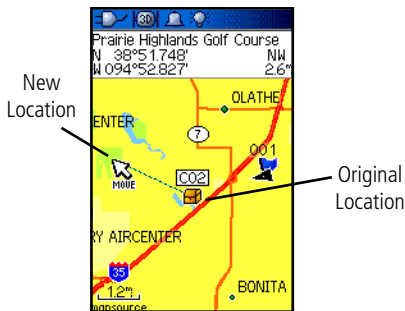 3D
Prairie Highlands Golf Course
N 38°51.748' NW
W 094°52.827' 2.6m
New
Location
OLATHE
ENTER
7
001
MOVE
C02
Original
Location
RY AIRCENTER
35
1.2m
BONITA
mapsource